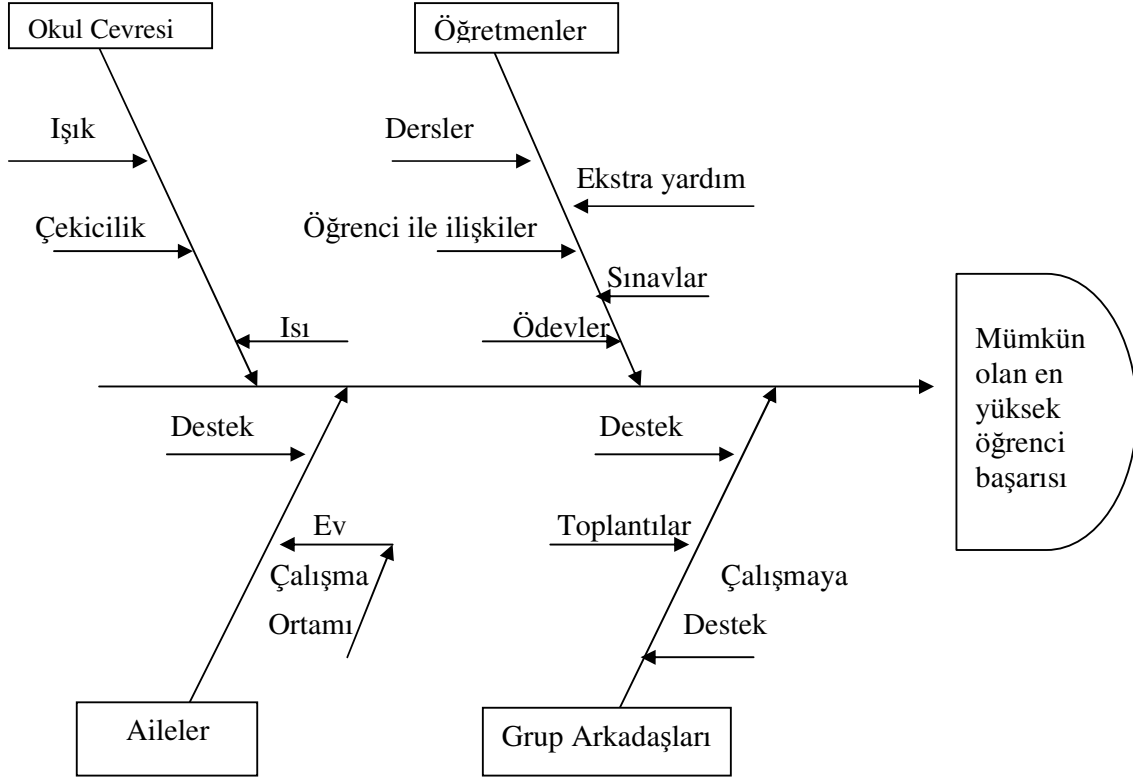 Okul Cevresi
Öğretmenler
Işık
Dersler
Ekstra yardım
Çekicilik
Öğrenci ile ilişkiler
Sınavlar
Isı
Ödevler
Mümkün
olan en
yüksek
öğrenci
başarısı
Destek
Destek
Ev
Toplantılar
Çalışma
Ortamı
Çalışmaya
Destek
Aileler
Grup Arkadaşları